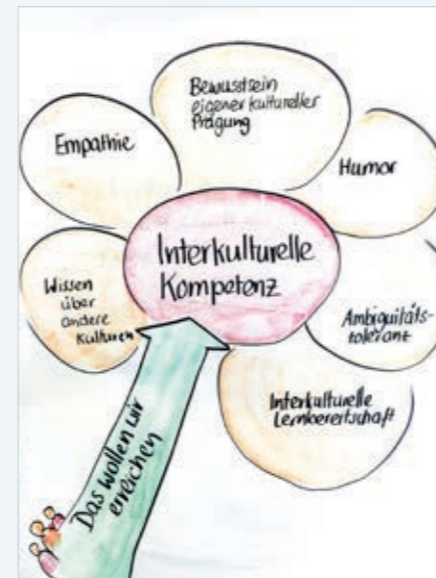 Bewusstsein
eigener kultureller
Prägung
Empathie
Humor
Interkulturelle
Kompetenz
Wissen
über
andere
Kulturen
Ambiguitäts-
toleranz
Interkulturelle
Lernbereitschaft
Das wollen wir
erreichen